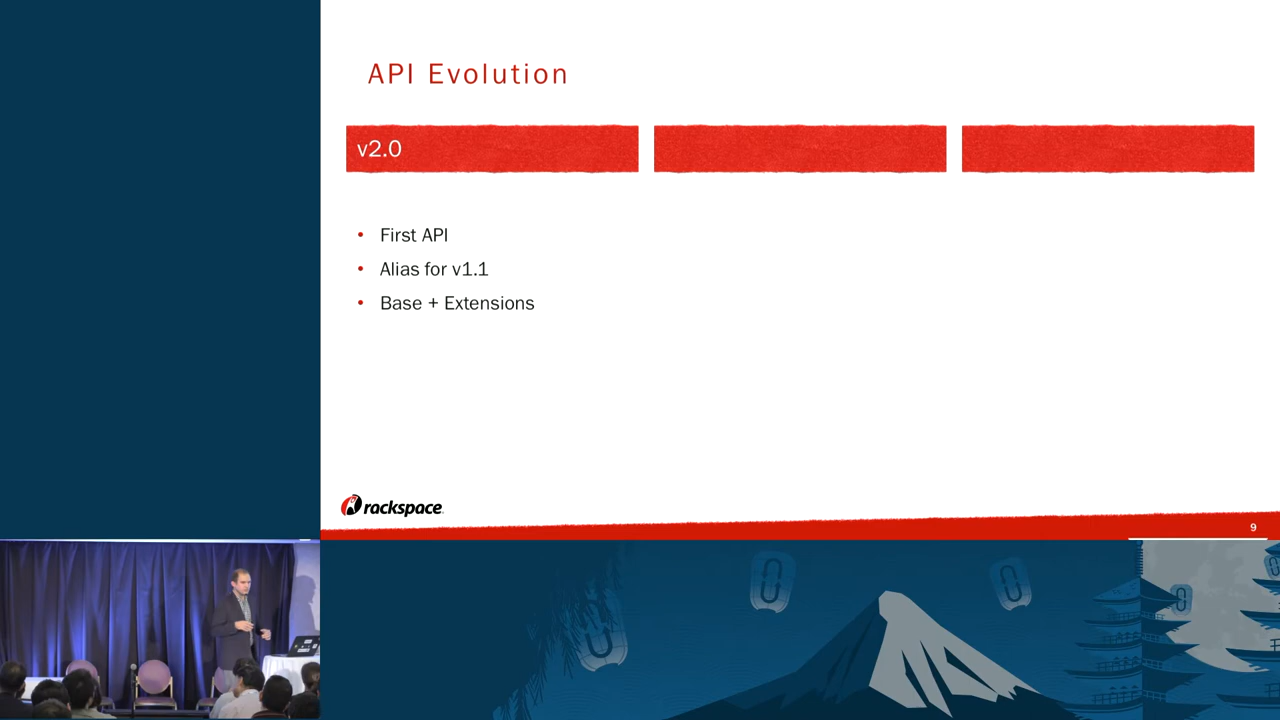 API Evolution
v2.0
• First API
• Alias for v1.1
• Base + Extensions
rackspace
9